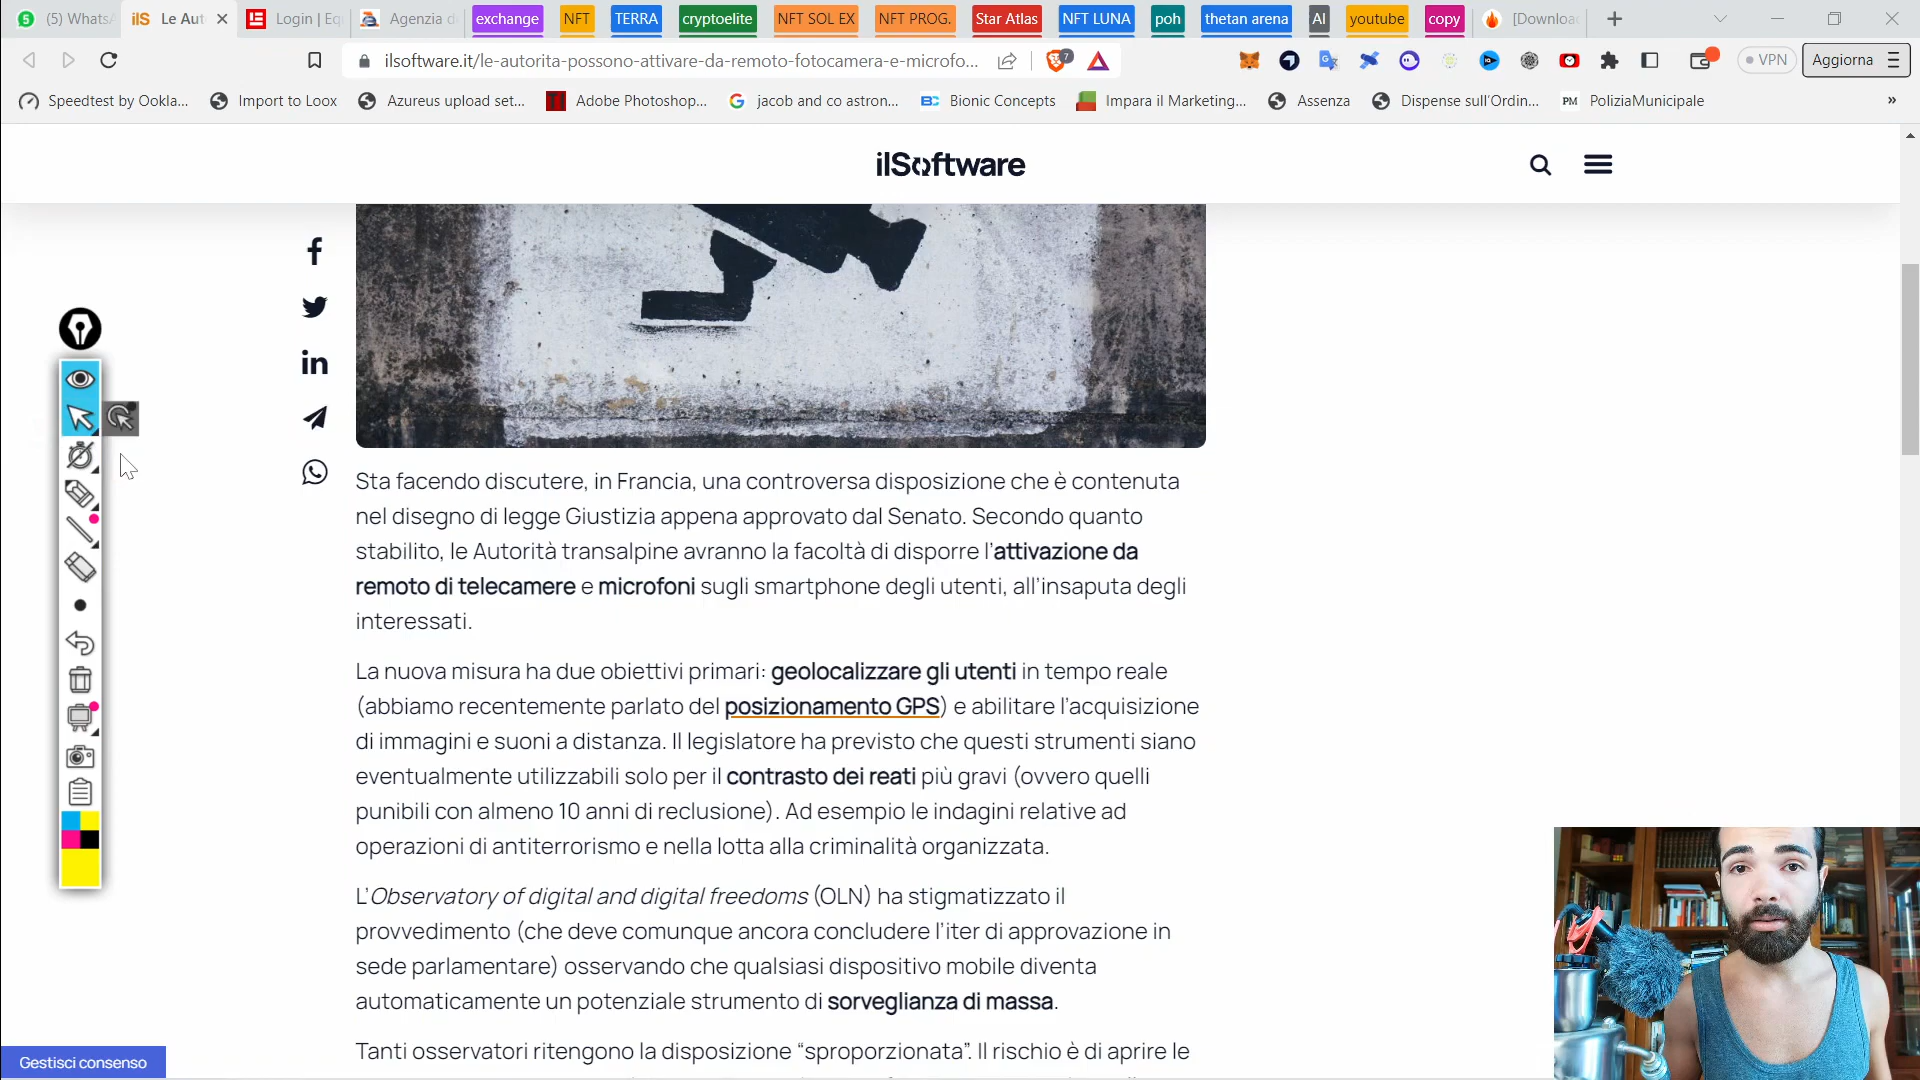 (5) WhatsA
ilS Le Aut
Login | Eq
Agenzia d
exchange
NFT
TERRA
cryptoelite
NFT SOL EX
NFT PROG.
Star Atlas
NFT LUNA
poh
thetan arena
AI
youtube
copy
[Download
ilsoftware.it/le-autorita-possono-attivare-da-remoto-fotocamera-e-microfo...
7
VPN
Aggiorna
Speedtest by Ookla...
Import to Loox
Azureus upload set...
Adobe Photoshop...
jacob and co astron...
Bionic Concepts
Impara il Marketing...
Assenza
Dispense sull'Ordin...
PM PoliziaMunicipale
»
ilSoftware
Sta facendo discutere, in Francia, una controversa disposizione che è contenuta
nel disegno di legge Giustizia appena approvato dal Senato. Secondo quanto
stabilito, le Autorità transalpine avranno la facoltà di disporre l'attivazione da
remoto di telecamere e microfoni sugli smartphone degli utenti, all'insaputa degli
interessati.
La nuova misura ha due obiettivi primari: geolocalizzare gli utenti in tempo reale
(abbiamo recentemente parlato del posizionamento GPS) e abilitare l'acquisizione
di immagini e suoni a distanza. Il legislatore ha previsto che questi strumenti siano
eventualmente utilizzabili solo per il contrasto dei reati più gravi (ovvero quelli
punibili con almeno 10 anni di reclusione). Ad esempio le indagini relative ad
operazioni di antiterrorismo e nella lotta alla criminalità organizzata.
L'Observatory of digital and digital freedoms (OLN) ha stigmatizzato il
provvedimento (che deve comunque ancora concludere l'iter di approvazione in
sede parlamentare) osservando che qualsiasi dispositivo mobile diventa
automaticamente un potenziale strumento di sorveglianza di massa.
Tanti osservatori ritengono la disposizione "sproporzionata". Il rischio è di aprire le
Gestisci consenso